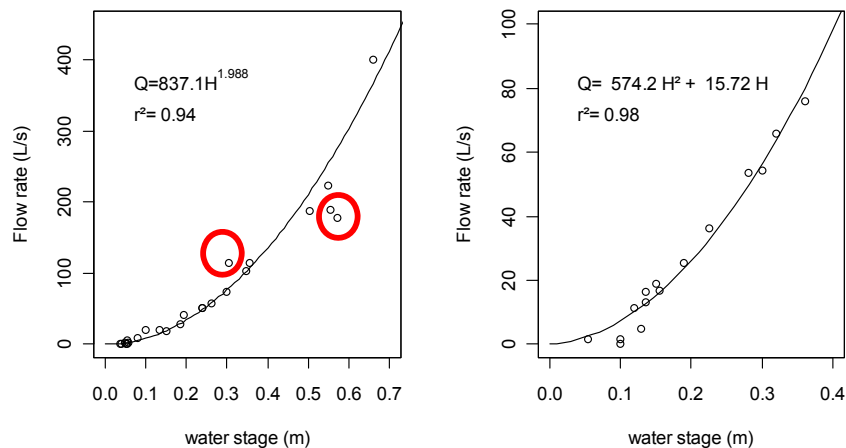 Q=837.1H^1.988
r²= 0.94
Flow rate (L/s)
400
300
200
100
50
0
0.0 0.1 0.2 0.3 0.4 0.5 0.6 0.7
water stage (m)
Q= 574.2 H² + 15.72 H
r²= 0.98
Flow rate (L/s)
100
80
60
40
20
0
0.0 0.1 0.2 0.3 0.4
water stage (m)